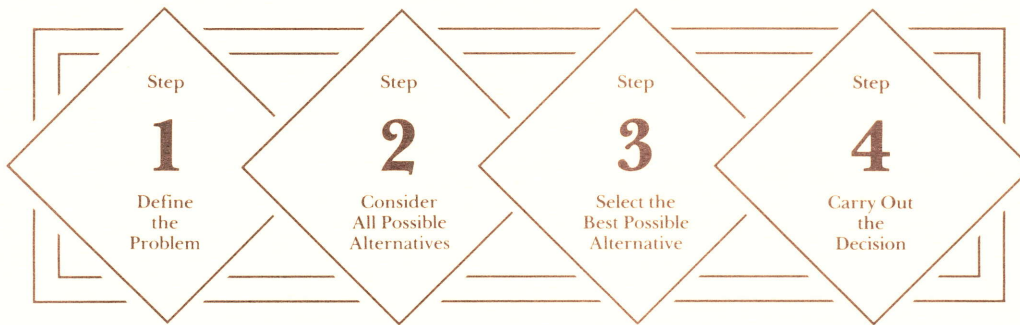 Step
1
Define
the
Problem
Step
2
Consider
All Possible
Alternatives
Step
3
Select the
Best Possible
Alternative
Step
4
Carry Out
the
Decision